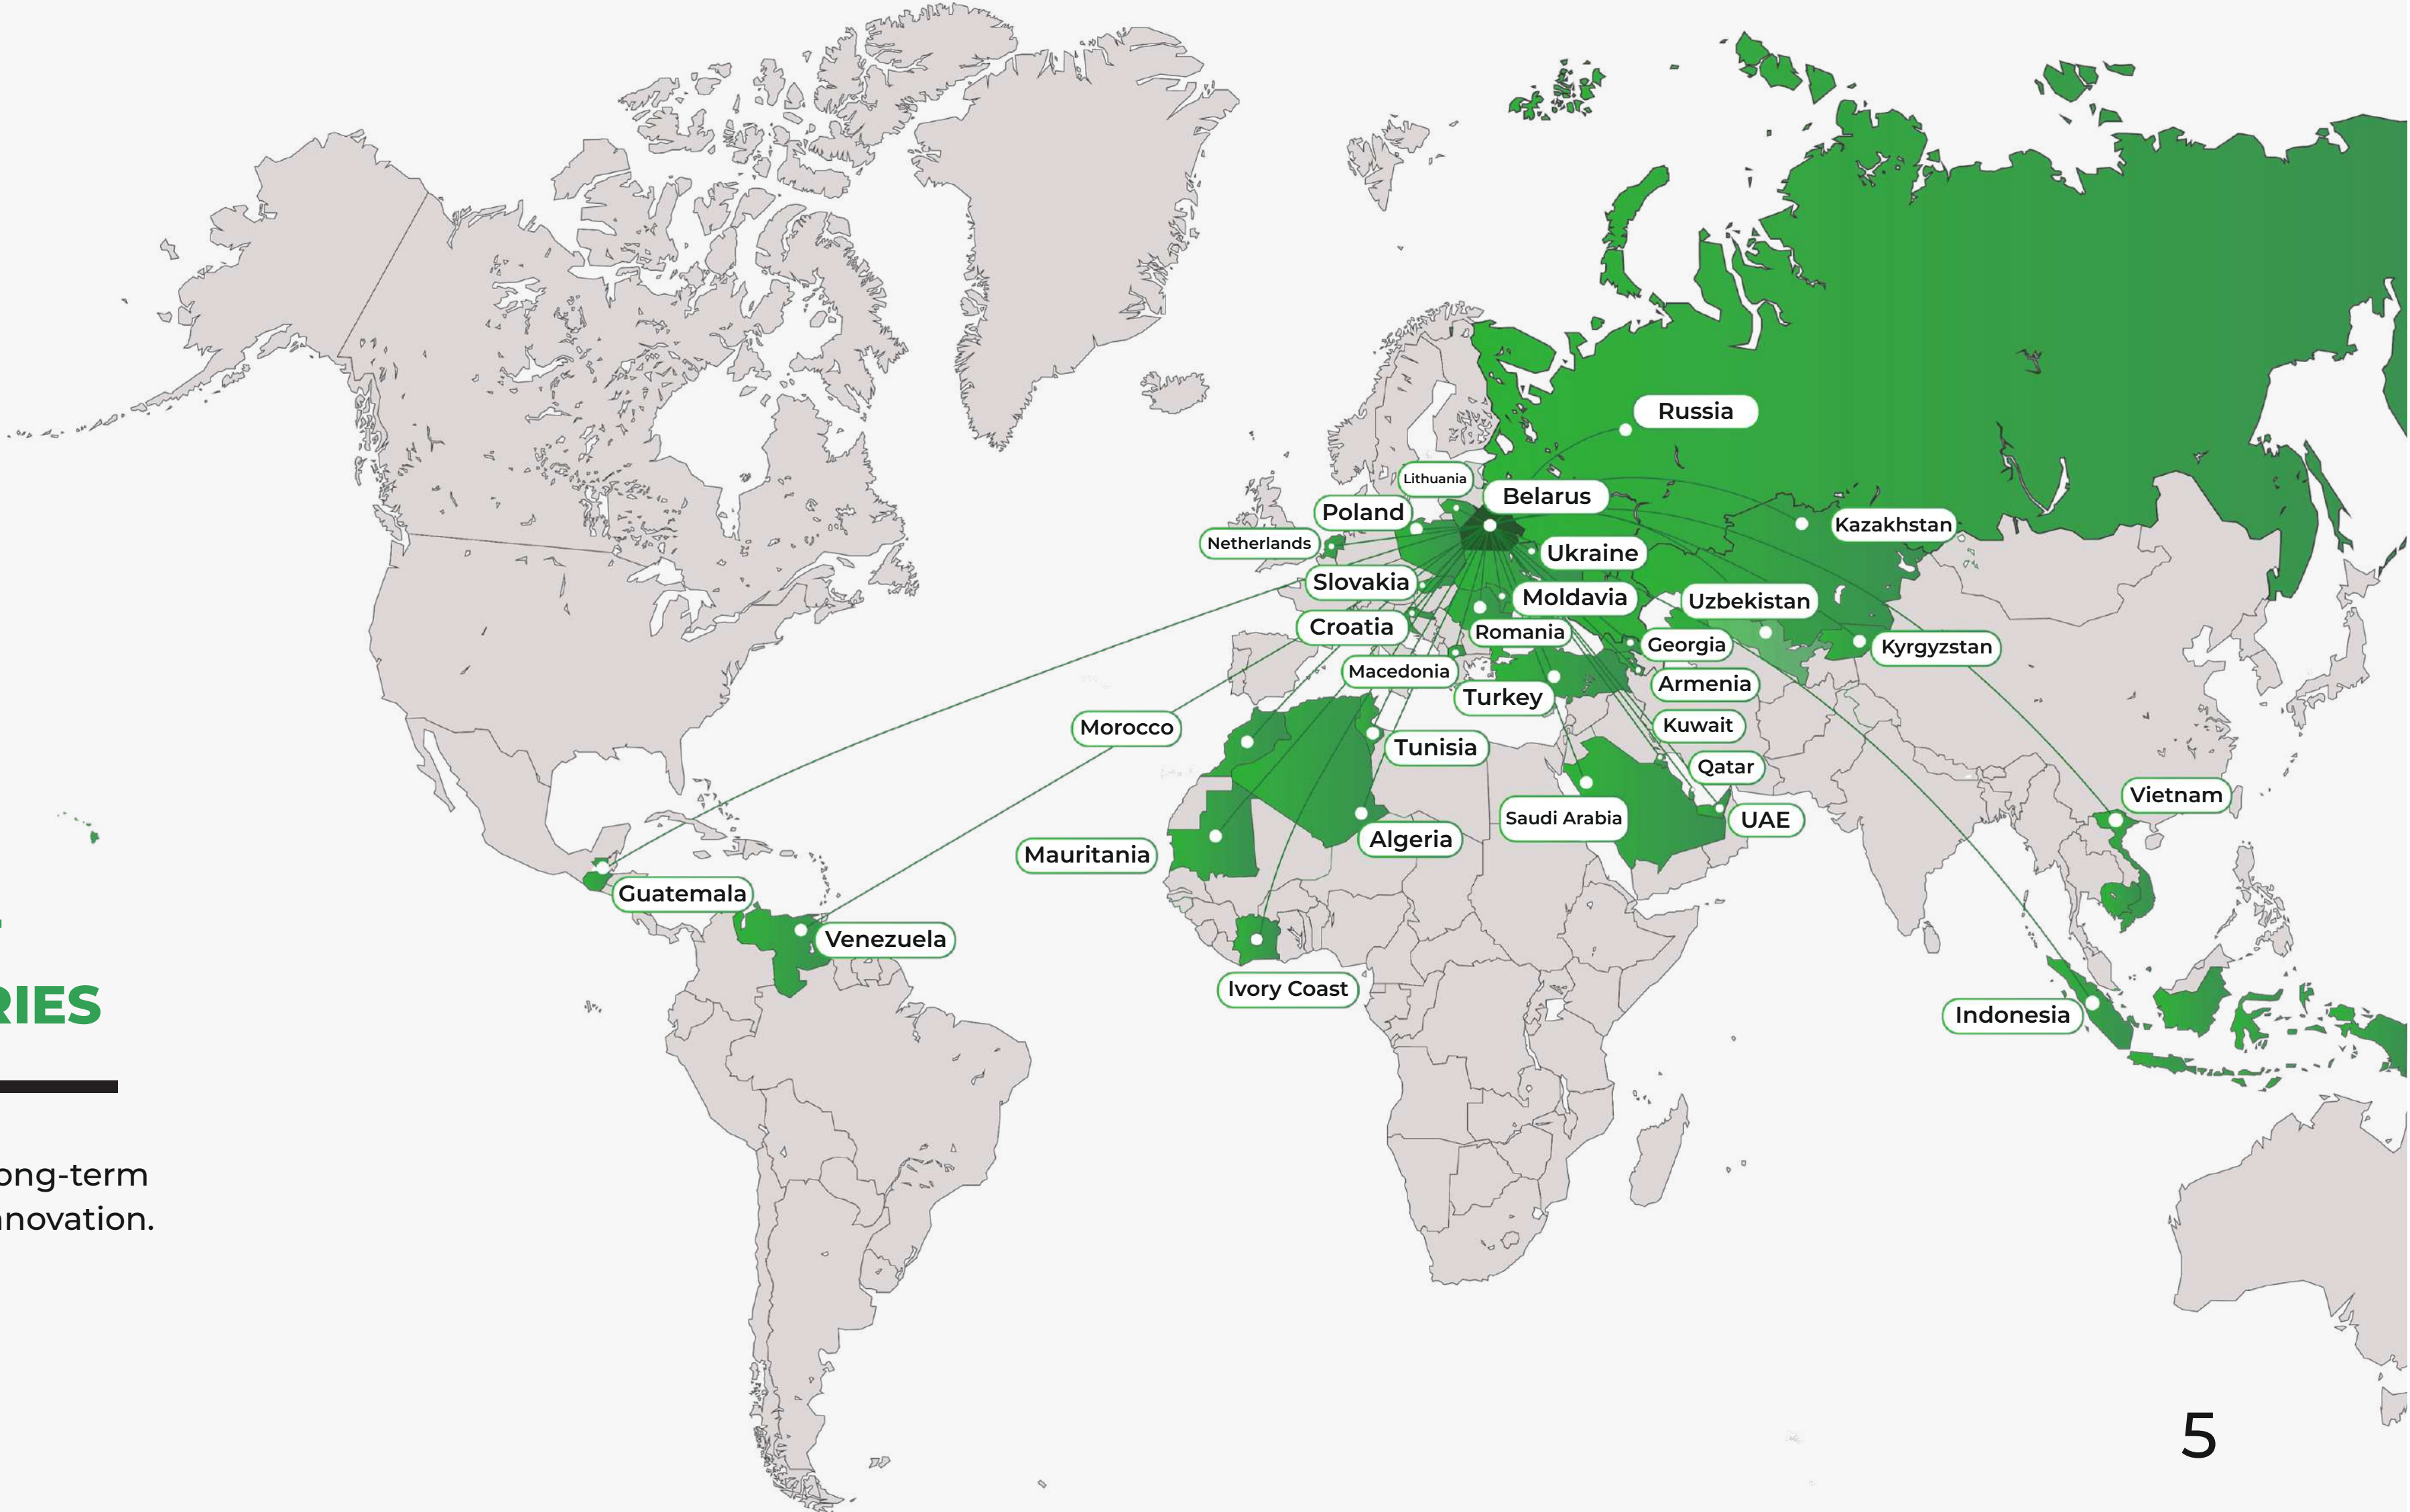 RIES
ong-term
nnovation.
Russia
Lithuania
Belarus
Poland
Kazakhstan
Netherlands
Ukraine
Slovakia
Moldavia
Uzbekistan
Croatia
Romania
Georgia
Kyrgyzstan
Macedonia
Armenia
Turkey
Morocco
Kuwait
Tunisia
Qatar
Vietnam
Saudi Arabia
UAE
Algeria
Mauritania
Guatemala
Venezuela
Ivory Coast
Indonesia
5